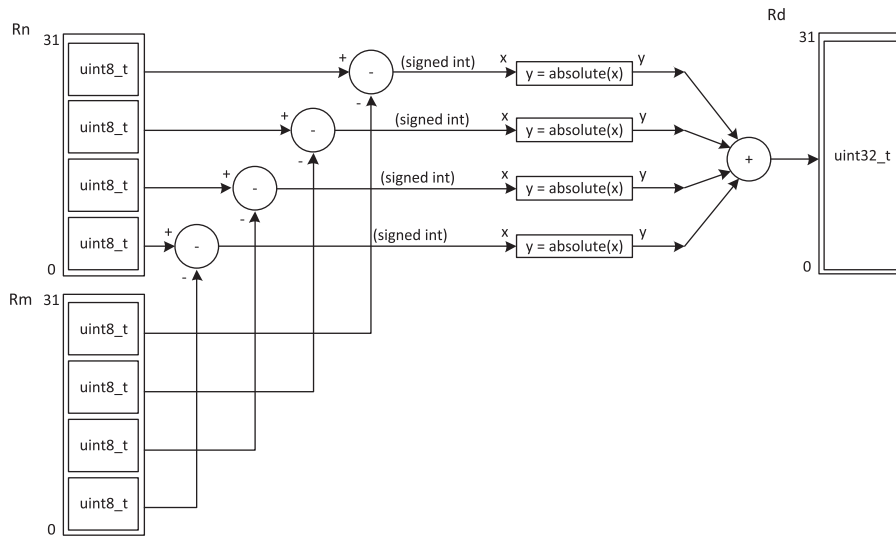 Rn
Rd
31
31
uint8_t
+
-
(signed int)
x
y = absolute(x)
y
-
uint8_t
+
-
(signed int)
x
y = absolute(x)
y
-
+
uint32_t
uint8_t
+
-
(signed int)
x
y = absolute(x)
y
-
uint8_t
+
-
(signed int)
x
y = absolute(x)
y
-
0
0
Rm
31
uint8_t
uint8_t
uint8_t
uint8_t
0